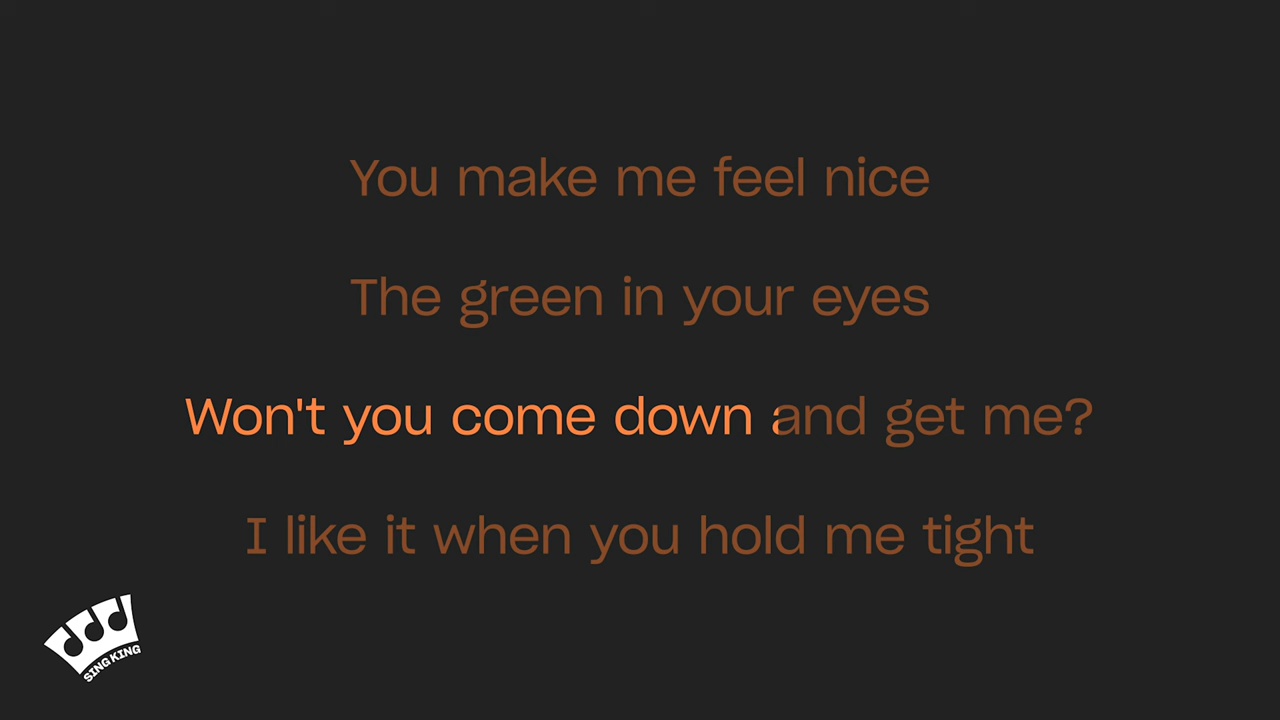 You make me feel nice
The green in your eyes
Won't you come down and get me?
I like it when you hold me tight
SING KING